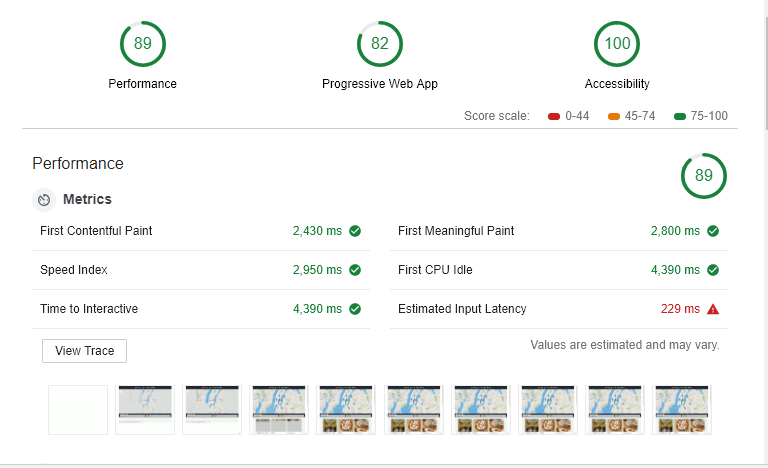 89 82 100
Performance Progressive Web App Accessibility
Score scale: 0-44 45-74 75-100
Performance 89
Metrics
First Contentful Paint 2,430 ms First Meaningful Paint 2,800 ms
Speed Index 2,950 ms First CPU Idle 4,390 ms
Time to Interactive 4,390 ms Estimated Input Latency 229 ms
View Trace Values are estimated and may vary.